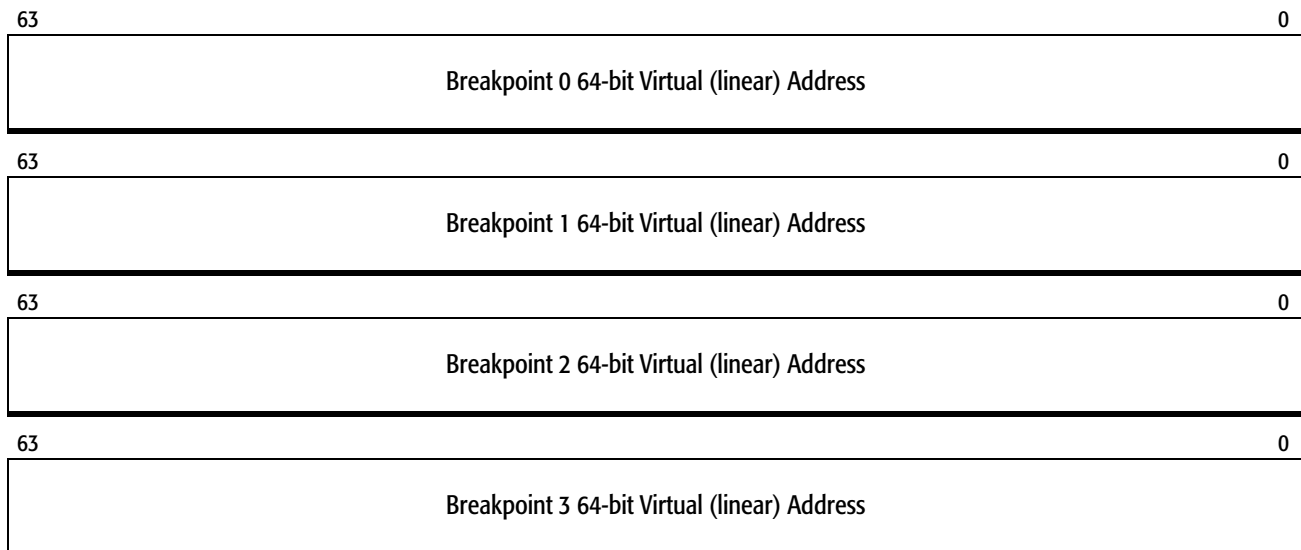 63 0
Breakpoint 0 64-bit Virtual (linear) Address
63 0
Breakpoint 1 64-bit Virtual (linear) Address
63 0
Breakpoint 2 64-bit Virtual (linear) Address
63 0
Breakpoint 3 64-bit Virtual (linear) Address